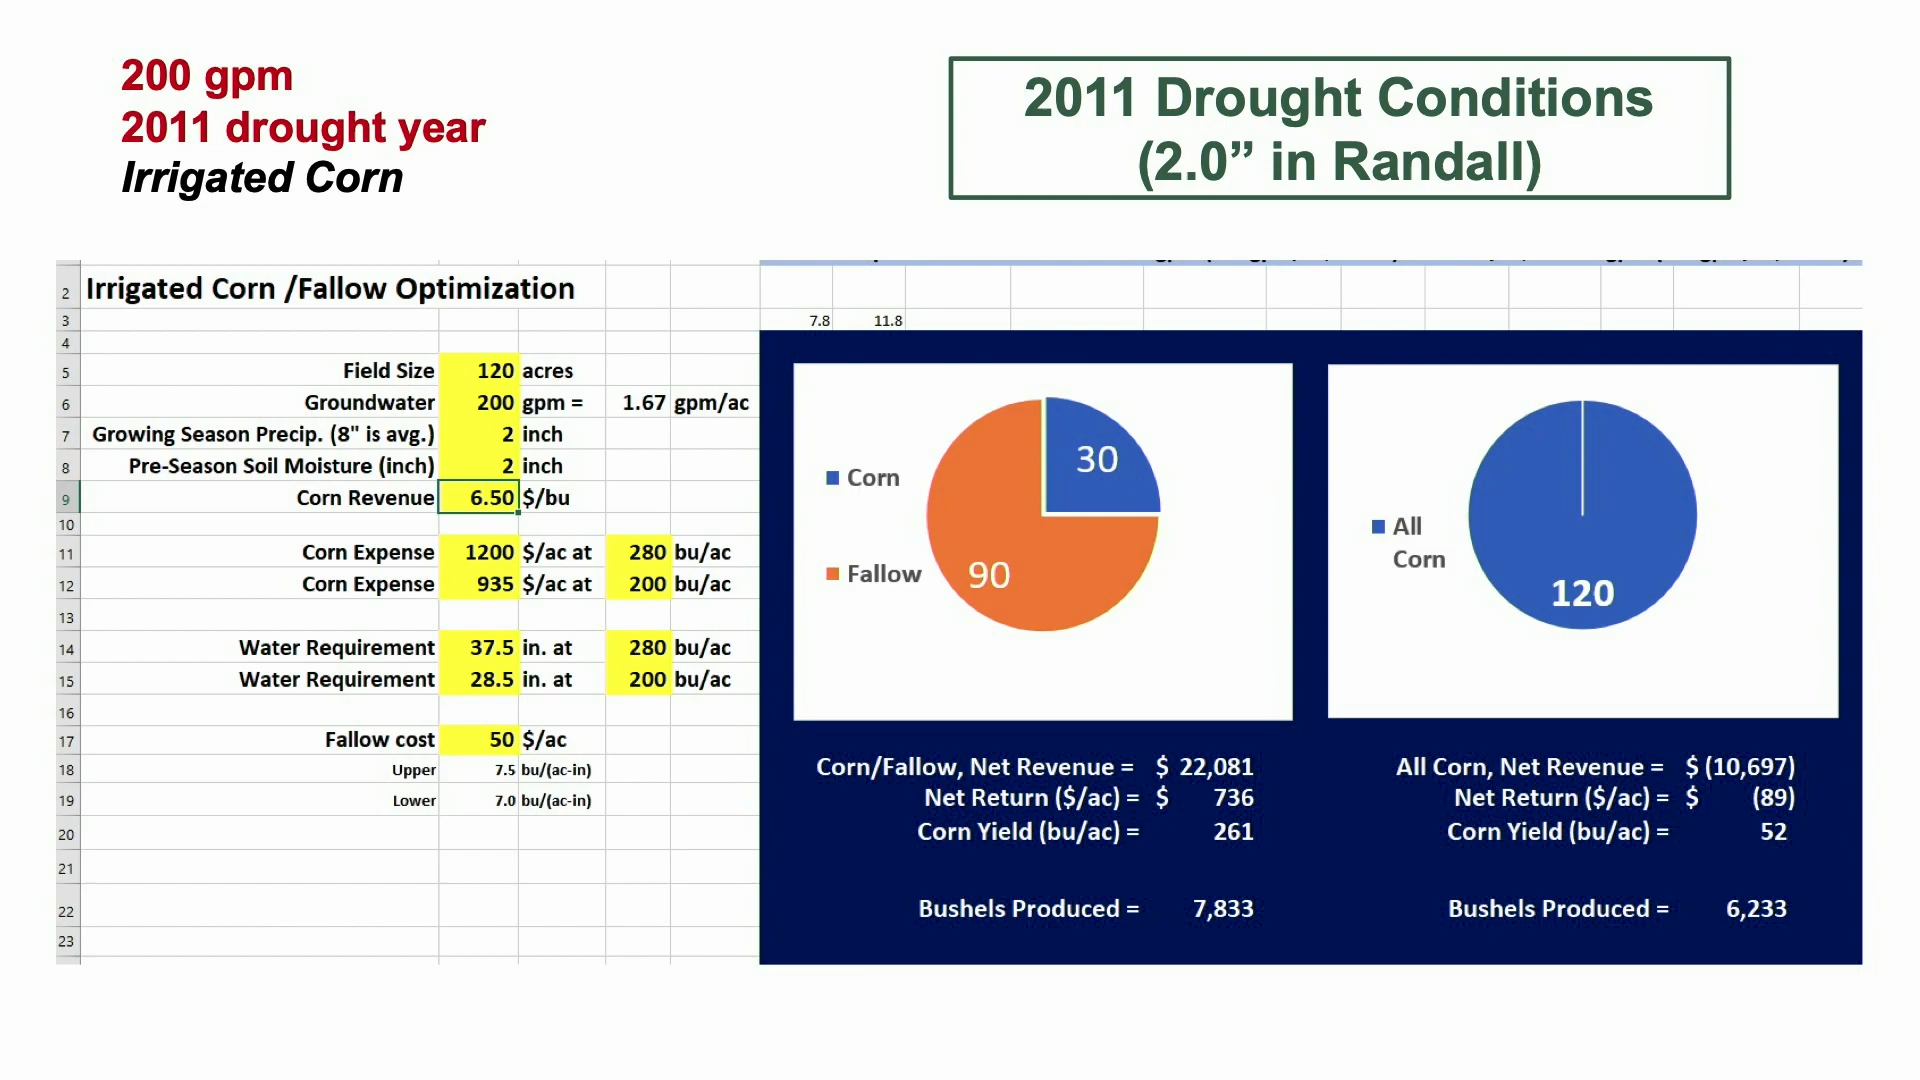 200 gpm
2011 drought year
Irrigated Corn
2011 Drought Conditions
(2.0” in Randall)
2 Irrigated Corn /Fallow Optimization
3 7.8 11.8
4
5 Field Size 120 acres
6 Groundwater 200 gpm = 1.67 gpm/ac
7 Growing Season Precip. (8" is avg.) 2 inch
8 Pre-Season Soil Moisture (inch) 2 inch
9 Corn Revenue 6.50 $/bu
10
11 Corn Expense 1200 $/ac at 280 bu/ac
12 Corn Expense 935 $/ac at 200 bu/ac
13
14 Water Requirement 37.5 in. at 280 bu/ac
15 Water Requirement 28.5 in. at 200 bu/ac
16
17 Fallow cost 50 $/ac
18 Upper 7.5 bu/(ac-in)
19 Lower 7.0 bu/(ac-in)
20
21
22
23
Corn
Fallow
30
90
All
Corn
120
Corn/Fallow, Net Revenue = $ 22,081
Net Return ($/ac) = $ 736
Corn Yield (bu/ac) = 261
Bushels Produced = 7,833
All Corn, Net Revenue = $ (10,697)
Net Return ($/ac) = $ (89)
Corn Yield (bu/ac) = 52
Bushels Produced = 6,233